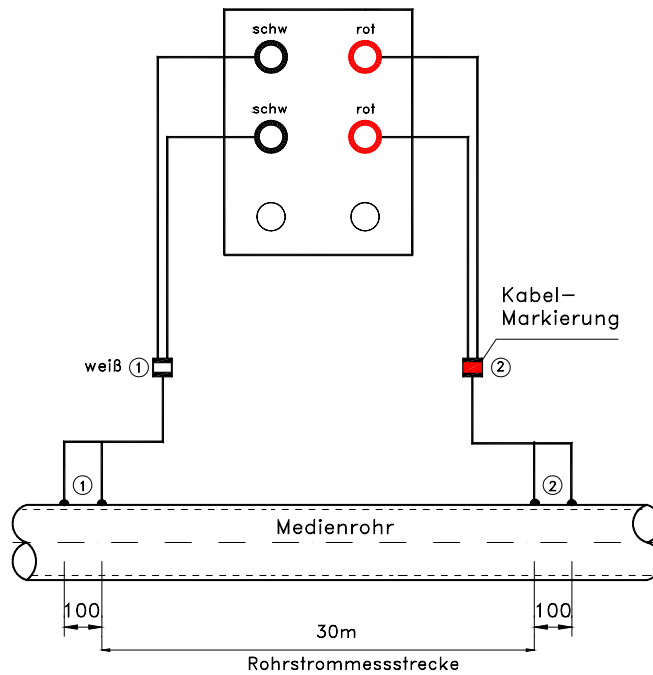 schw rot
schw rot
Kabel-
Markierung
weiß 1 2
1 2
Medienrohr
100 100
30m
Rohrstrommessstrecke